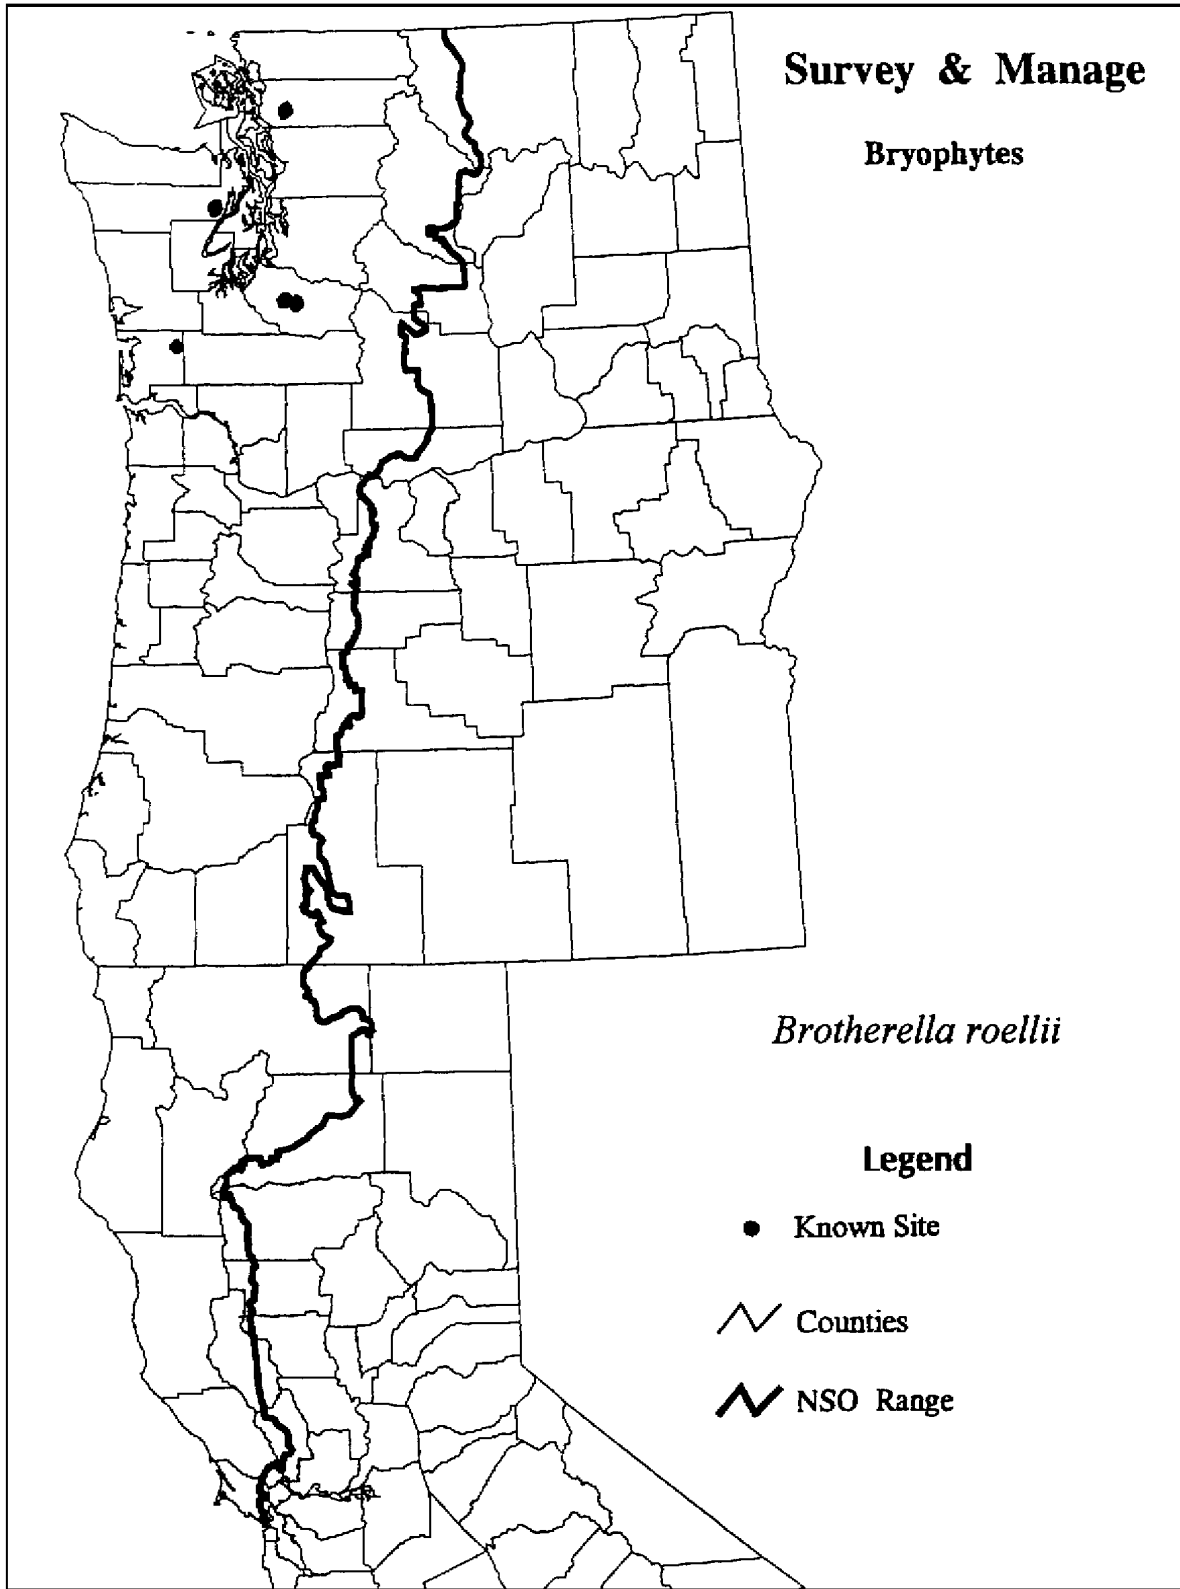 Survey & Manage
Bryophytes
Brotherella roellii
Legend
Known Site
Counties
NSO Range